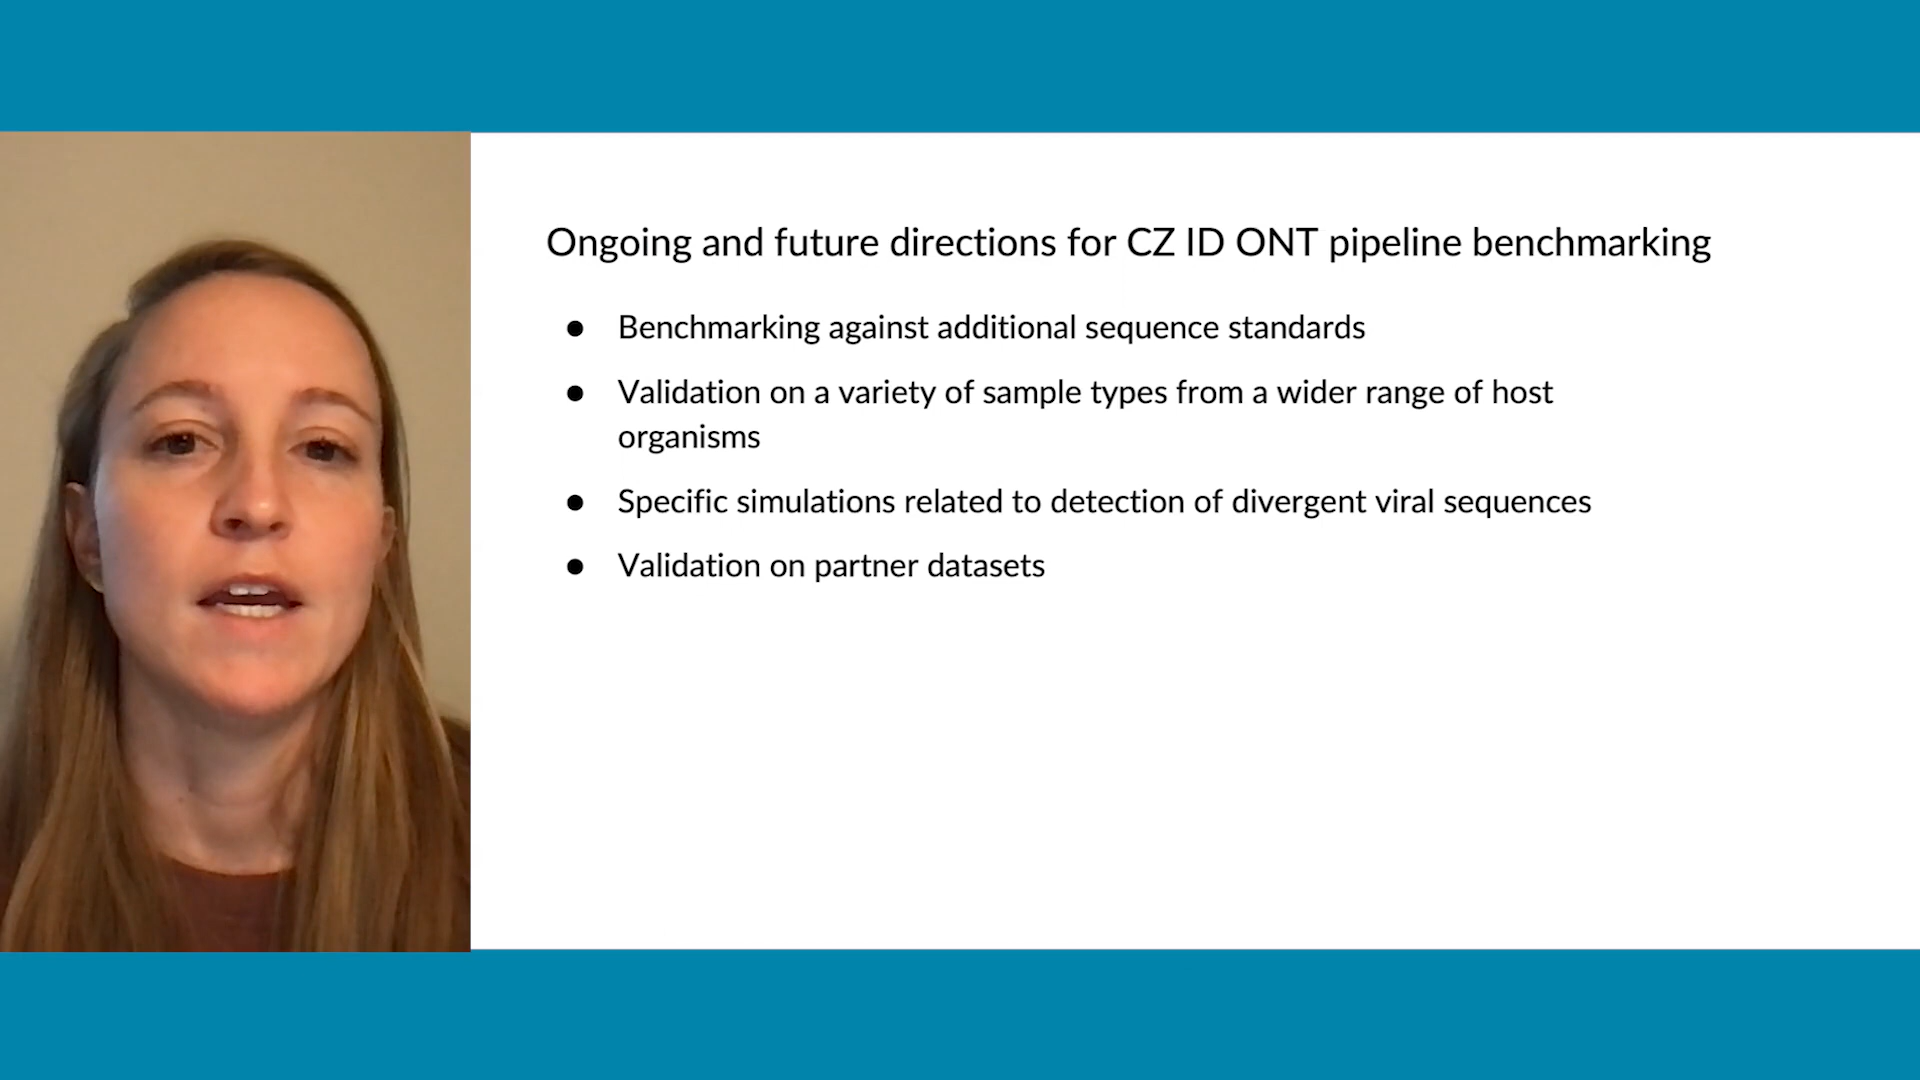 Ongoing and future directions for CZ ID ONT pipeline benchmarking
● Benchmarking against additional sequence standards
● Validation on a variety of sample types from a wider range of host
organisms
● Specific simulations related to detection of divergent viral sequences
● Validation on partner datasets